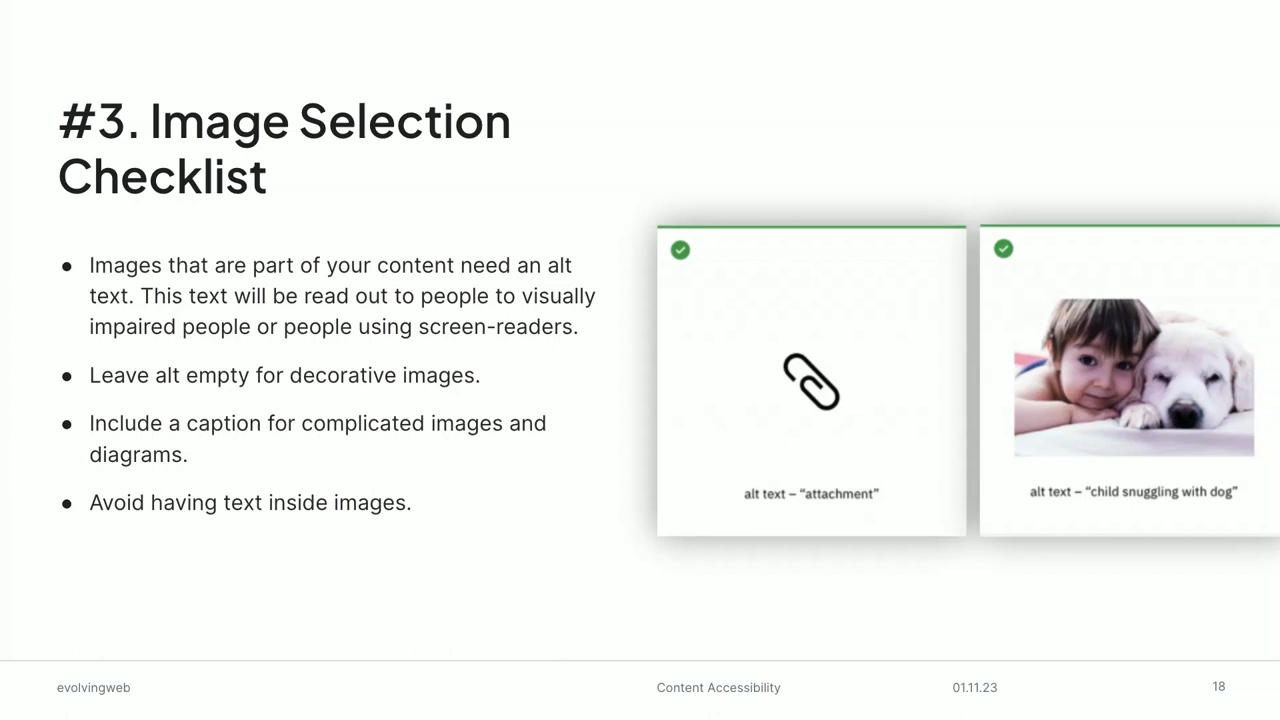 #3. Image Selection
Checklist
● Images that are part of your content need an alt
text. This text will be read out to people to visually
impaired people or people using screen-readers.
● Leave alt empty for decorative images.
● Include a caption for complicated images and
diagrams.
● Avoid having text inside images.
alt text – “attachment”
alt text – “child snuggling with dog”
evolvingweb
Content Accessibility
01.11.23
18